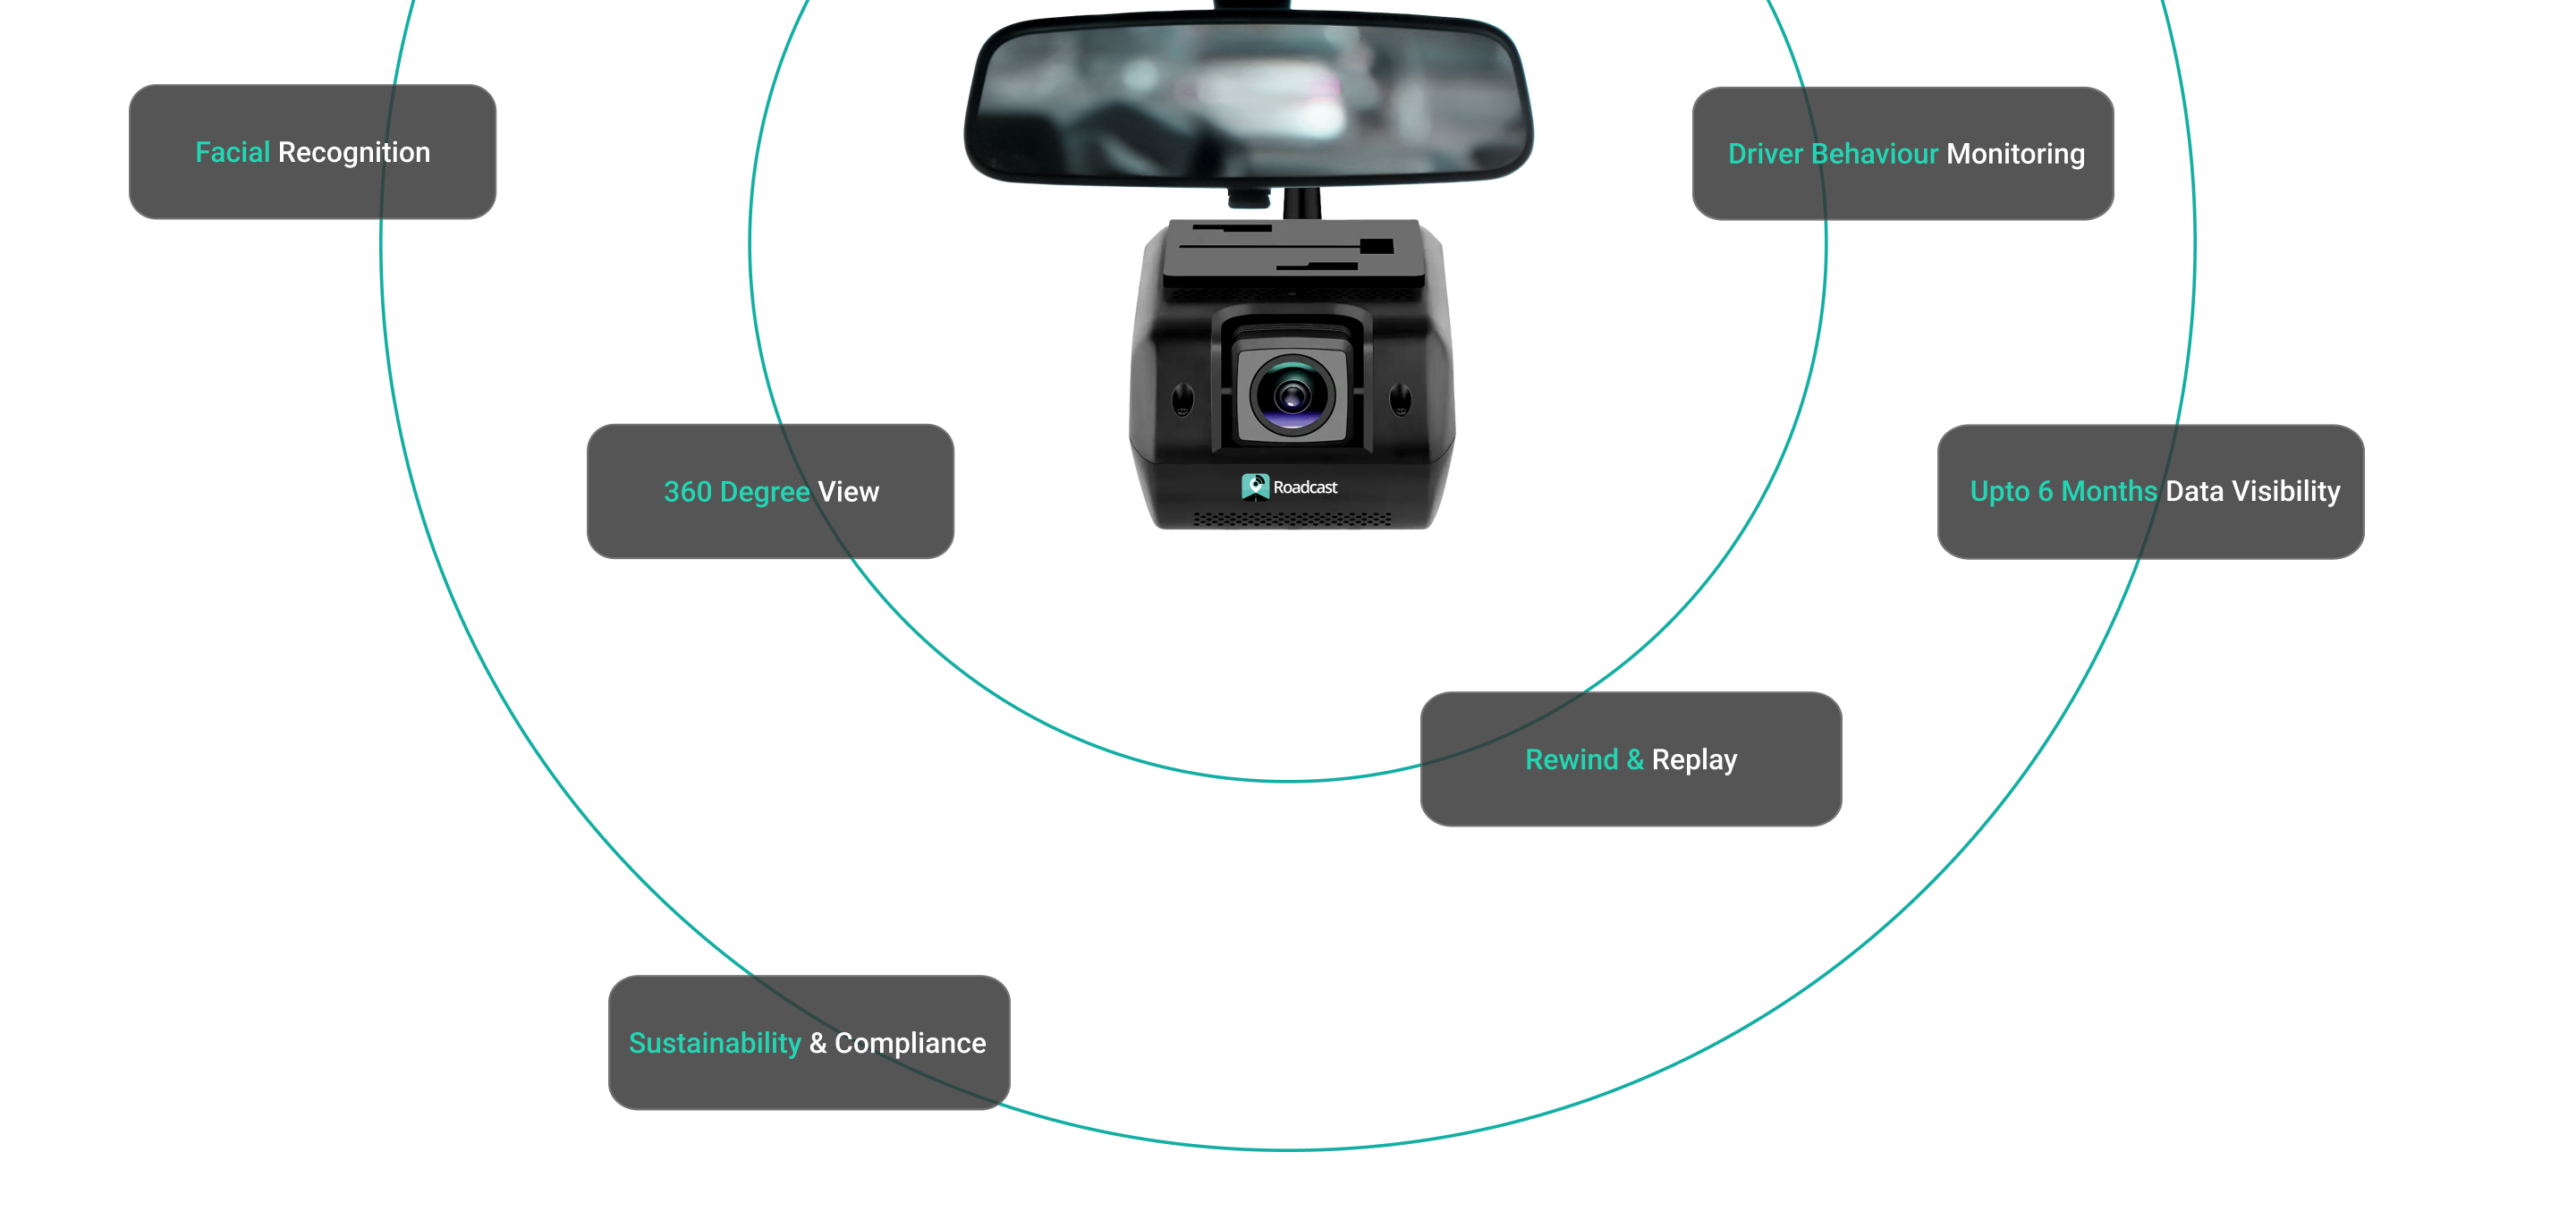 Facial Recognition
Driver Behaviour Monitoring
360 Degree View
Roadcast
Upto 6 Months Data Visibility
Rewind & Replay
Sustainability & Compliance